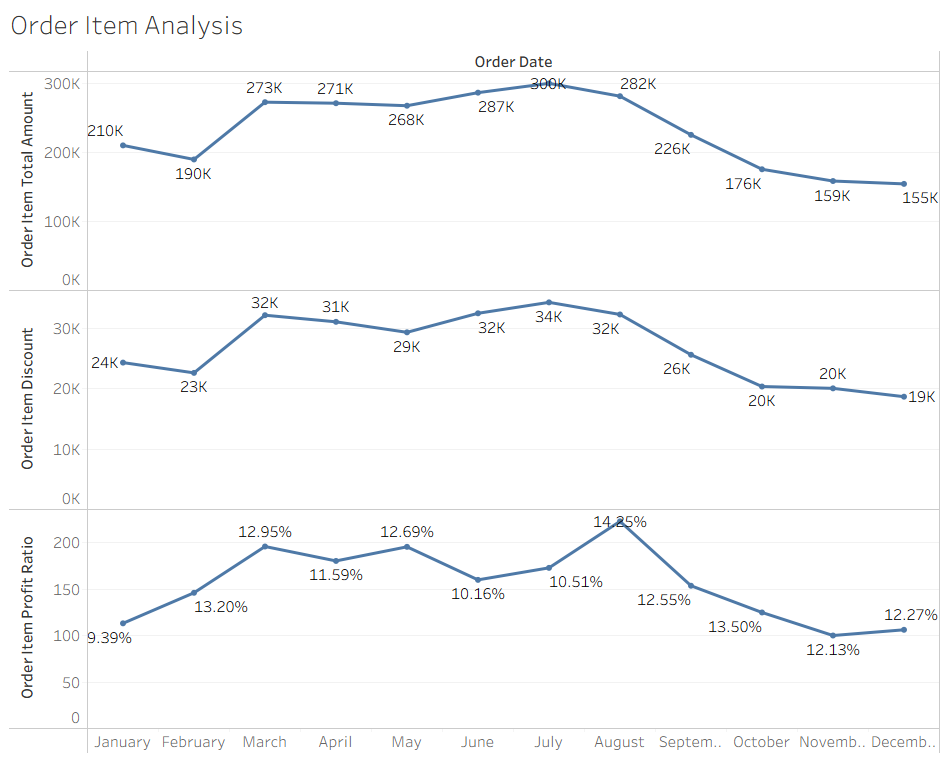 Order Item Analysis
Order Date
Order Item Total Amount
300K
200K
100K
0K
210K
190K
273K
271K
268K
287K
300K
282K
226K
176K
159K
155K
Order Item Discount
30K
20K
10K
0K
24K
23K
32K
31K
29K
32K
34K
32K
26K
20K
20K
19K
Order Item Profit Ratio
200
150
100
50
0
9.39%
13.20%
12.95%
11.59%
12.69%
10.16%
10.51%
14.25%
12.55%
13.50%
12.13%
12.27%
January February March April May June July August Septem.. October Novemb.. Decemb..